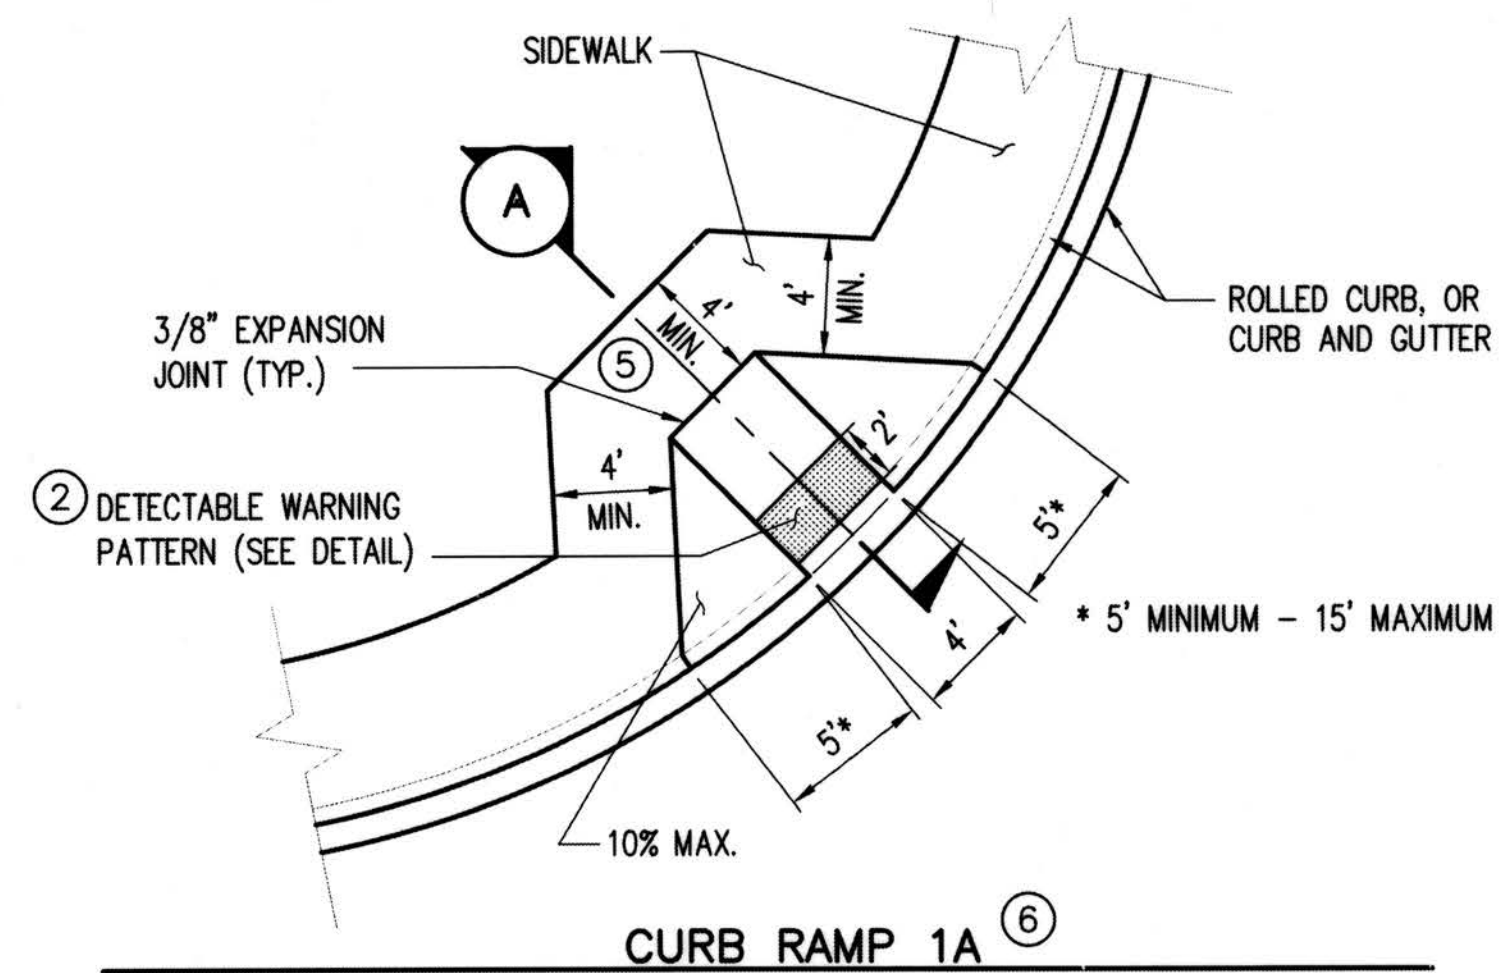 SIDEWALK
A
3/8" EXPANSION
JOINT (TYP.)
5
4'
MIN.
4'
MIN.
ROLLED CURB, OR
CURB AND GUTTER
2'
2 DETECTABLE WARNING
PATTERN (SEE DETAIL)
4'
MIN.
5'*
* 5' MINIMUM – 15' MAXIMUM
4'
5'*
10% MAX.
CURB RAMP 1A 6